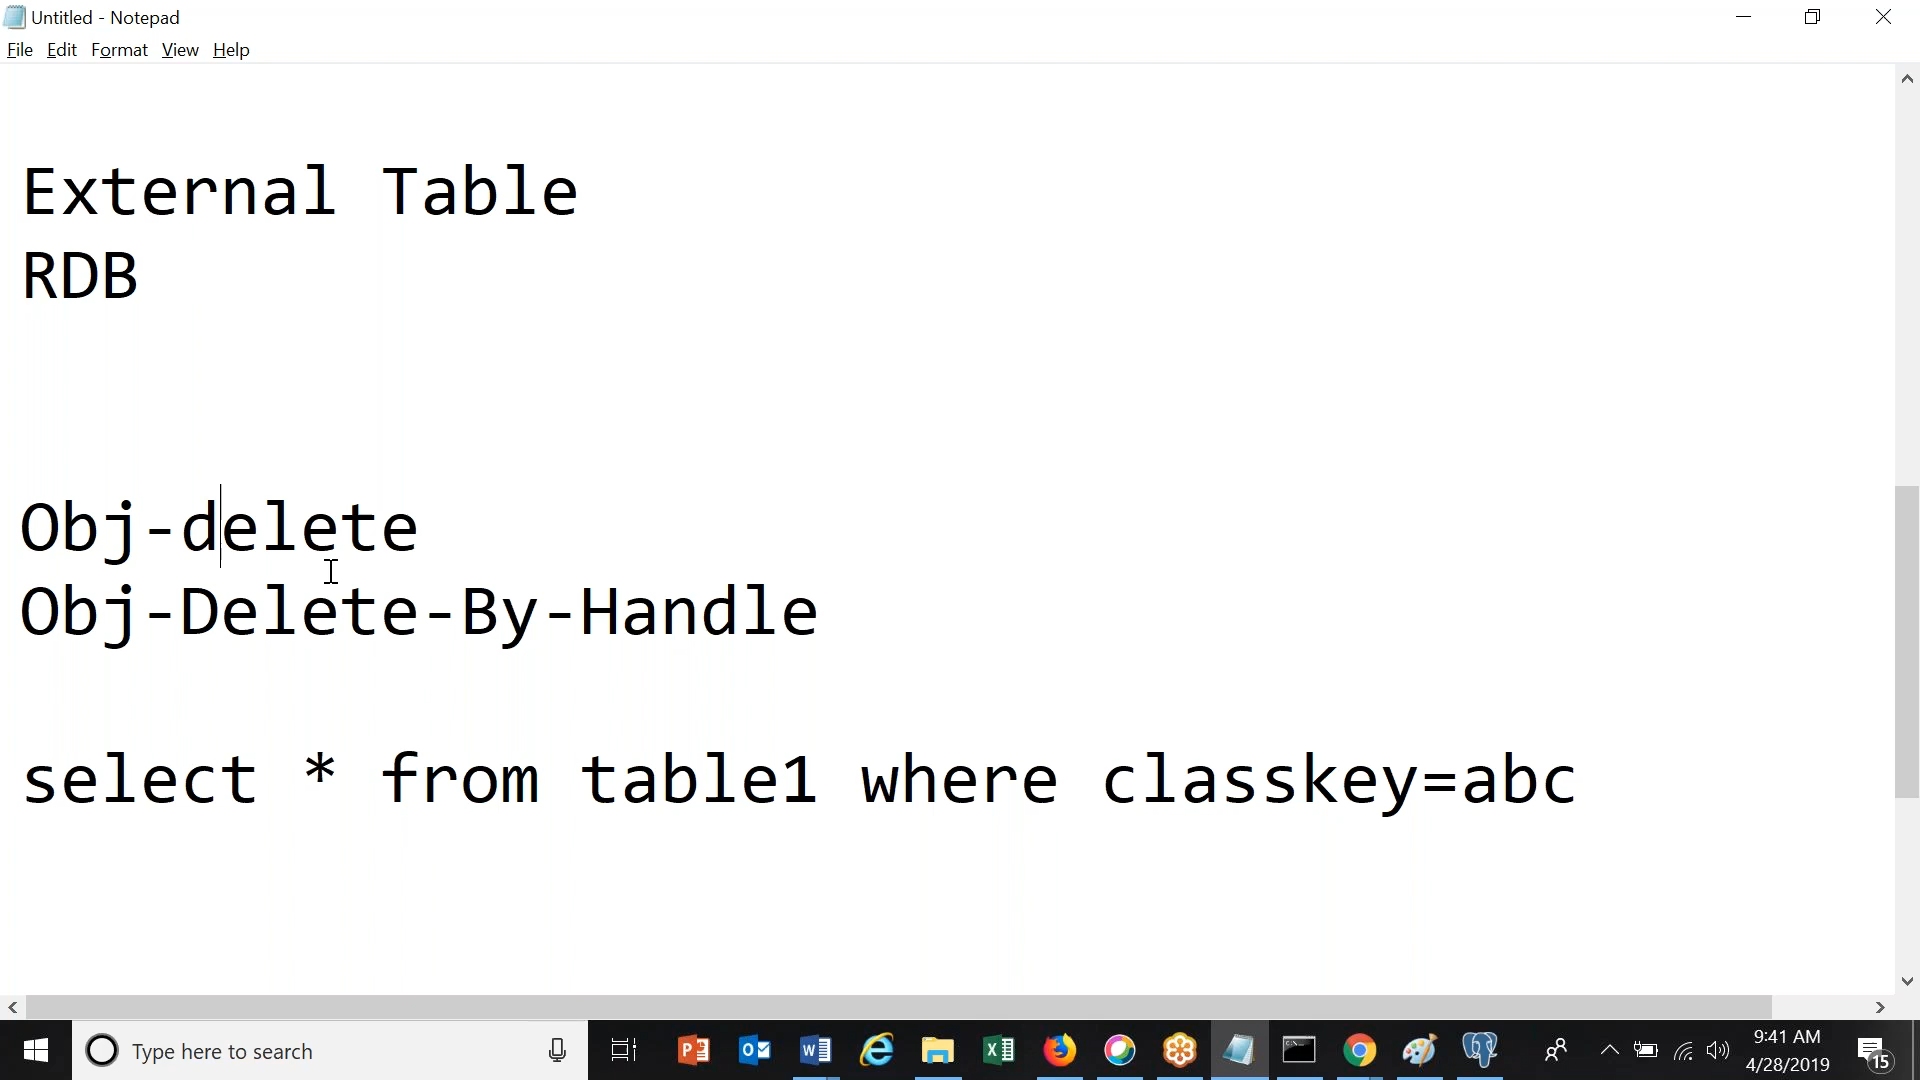 Untitled - Notepad
File Edit Format View Help
External Table
RDB
Obj-delete
Obj-Delete-By-Handle
select * from table1 where classkey=abc
Type here to search
9:41 AM
4/28/2019
15